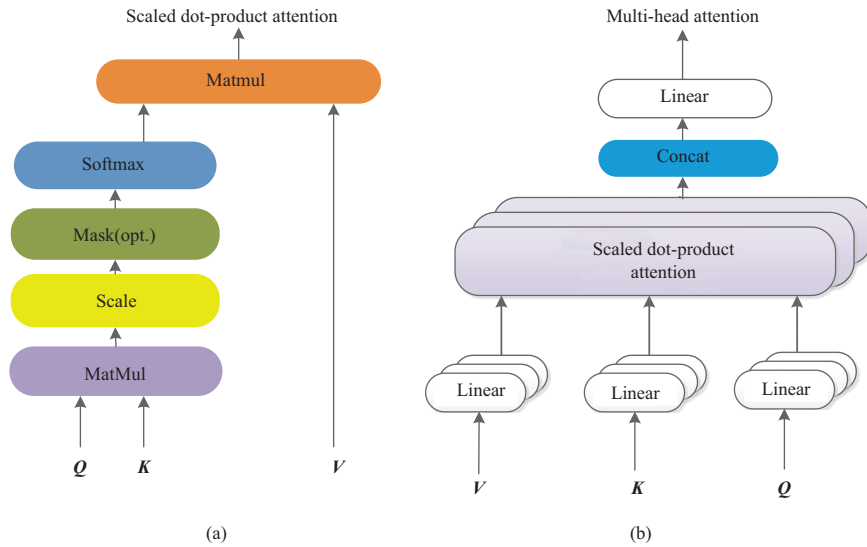 Scaled dot-product attention
Matmul
Softmax
Mask(opt.)
Scale
MatMul
Q K V
(a)
Multi-head attention
Linear
Concat
Scaled dot-product
attention
Linear Linear Linear
V K Q
(b)